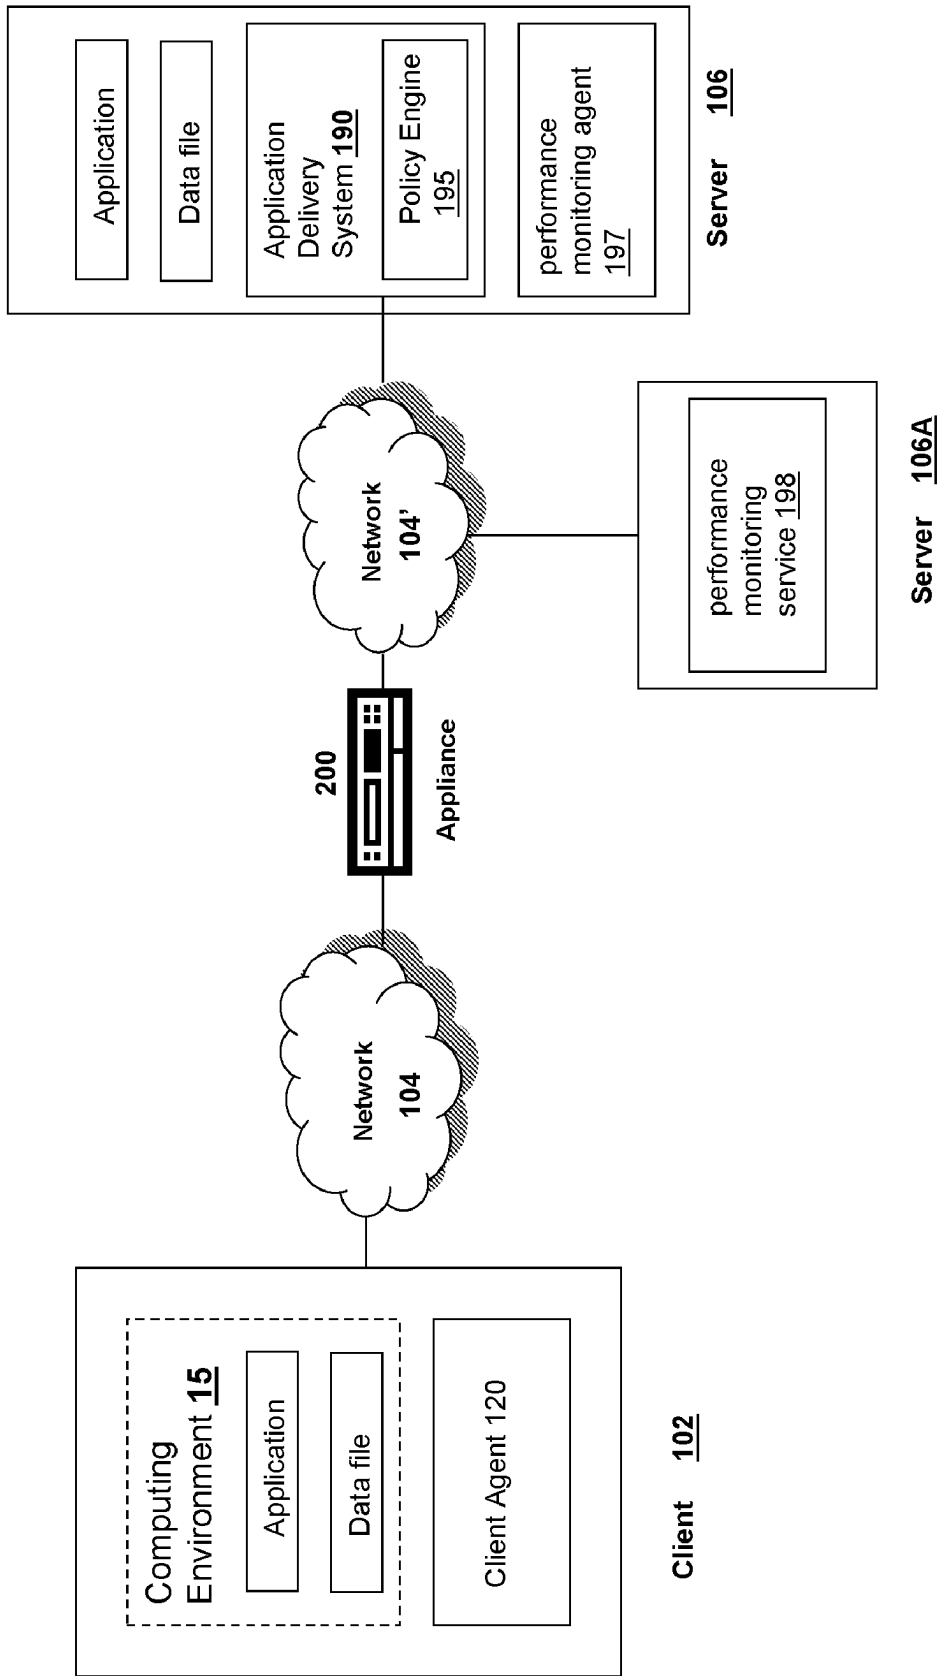 Computing
Environment 15
Application
Data file
Client Agent 120
Client 102
Network
104
200
Appliance
Network
104’
Application
Data file
Application
Delivery
System 190
Policy Engine
195
performance
monitoring agent
197
Server 106
performance
monitoring
service 198
Server 106A